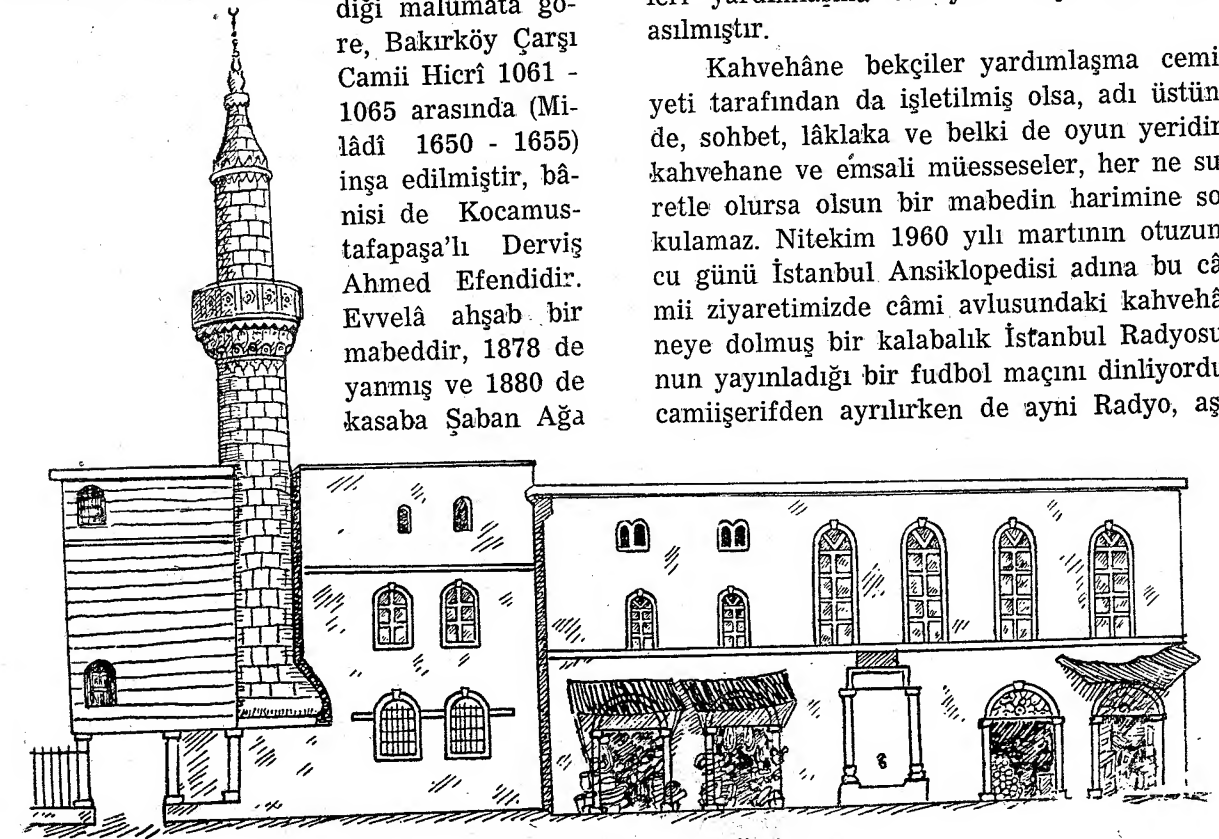 diği malumata gö-
re, Bakırköy Çarşı
Camii Hicrî 1061 -
1065 arasında (Mi-
lâdî 1650 - 1655)
inşa edilmiştir, bâ-
nisi de Kocamus-
tafapaşa'lı Derviş
Ahmed Efendidir.
Evvelâ ahşab bir
mabeddir, 1878 de
yanmış ve 1880 de
kasaba Şaban Ağa
asılmıştır.
Kahvehâne bekçiler yardımlaşma cemi
yeti tarafından da işletilmiş olsa, adı üstün
de, sohbet, lâklaka ve belki de oyun yeridir
kahvehane ve emsali müesseseler, her ne su
retle olursa olsun bir mabedin harimine so
kulamaz. Nitekim 1960 yılı martının otuzun
cu günü İstanbul Ansiklopedisi adına bu câ
mii ziyaretimizde câmi avlusundaki kahvehâ
neye dolmuş bir kalabalık İstanbul Radyosu
nun yayınladığı bir fudbol maçını dinliyordu
camiişerifden ayrılırken de ayni Radyo, aş